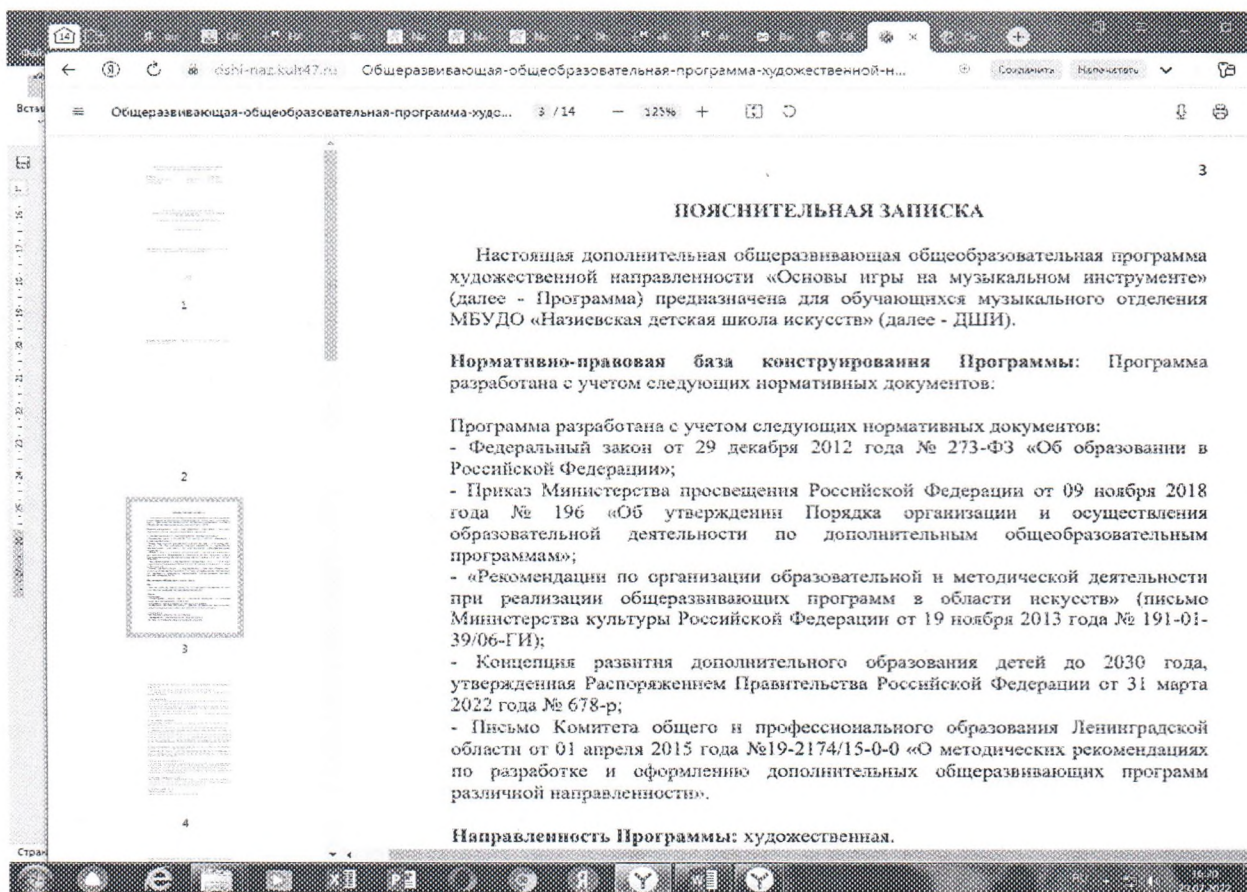 14
dshi-naz.kult47.ru Общеразвивающая-общеобразовательная-программа-художественной-н...
Сохранить
Напечатать
Общеразвивающая-общеобразовательная-программа-худо...
3 / 14
125%
3
ПОЯСНИТЕЛЬНАЯ ЗАПИСКА
Настоящая дополнительная общеразвивающая общеобразовательная программа
художественной направленности «Основы игры на музыкальном инструменте»
(далее - Программа) предназначена для обучающихся музыкального отделения
МБУДО «Назиевская детская школа искусств» (далее - ДШИ).
Нормативно-правовая база конструирования Программы: Программа
разработана с учетом следующих нормативных документов:
Программа разработана с учетом следующих нормативных документов:
- Федеральный закон от 29 декабря 2012 года № 273-ФЗ «Об образовании в
Российской Федерации»;
- Приказ Министерства просвещения Российской Федерации от 09 ноября 2018
года № 196 «Об утверждении Порядка организации и осуществления
образовательной деятельности по дополнительным общеобразовательным
программам»;
- «Рекомендации по организации образовательной и методической деятельности
при реализации общеразвивающих программ в области искусств» (письмо
Министерства культуры Российской Федерации от 19 ноября 2013 года № 191-01-
39/06-ГИ);
- Концепция развития дополнительного образования детей до 2030 года,
утвержденная Распоряжением Правительства Российской Федерации от 31 марта
2022 года № 678-р;
- Письмо Комитета общего и профессионального образования Ленинградской
области от 01 апреля 2015 года №19-2174/15-0-0 «О методических рекомендациях
по разработке и оформлению дополнительных общеразвивающих программ
различной направленности».
Направленность Программы: художественная.
1
2
3
4